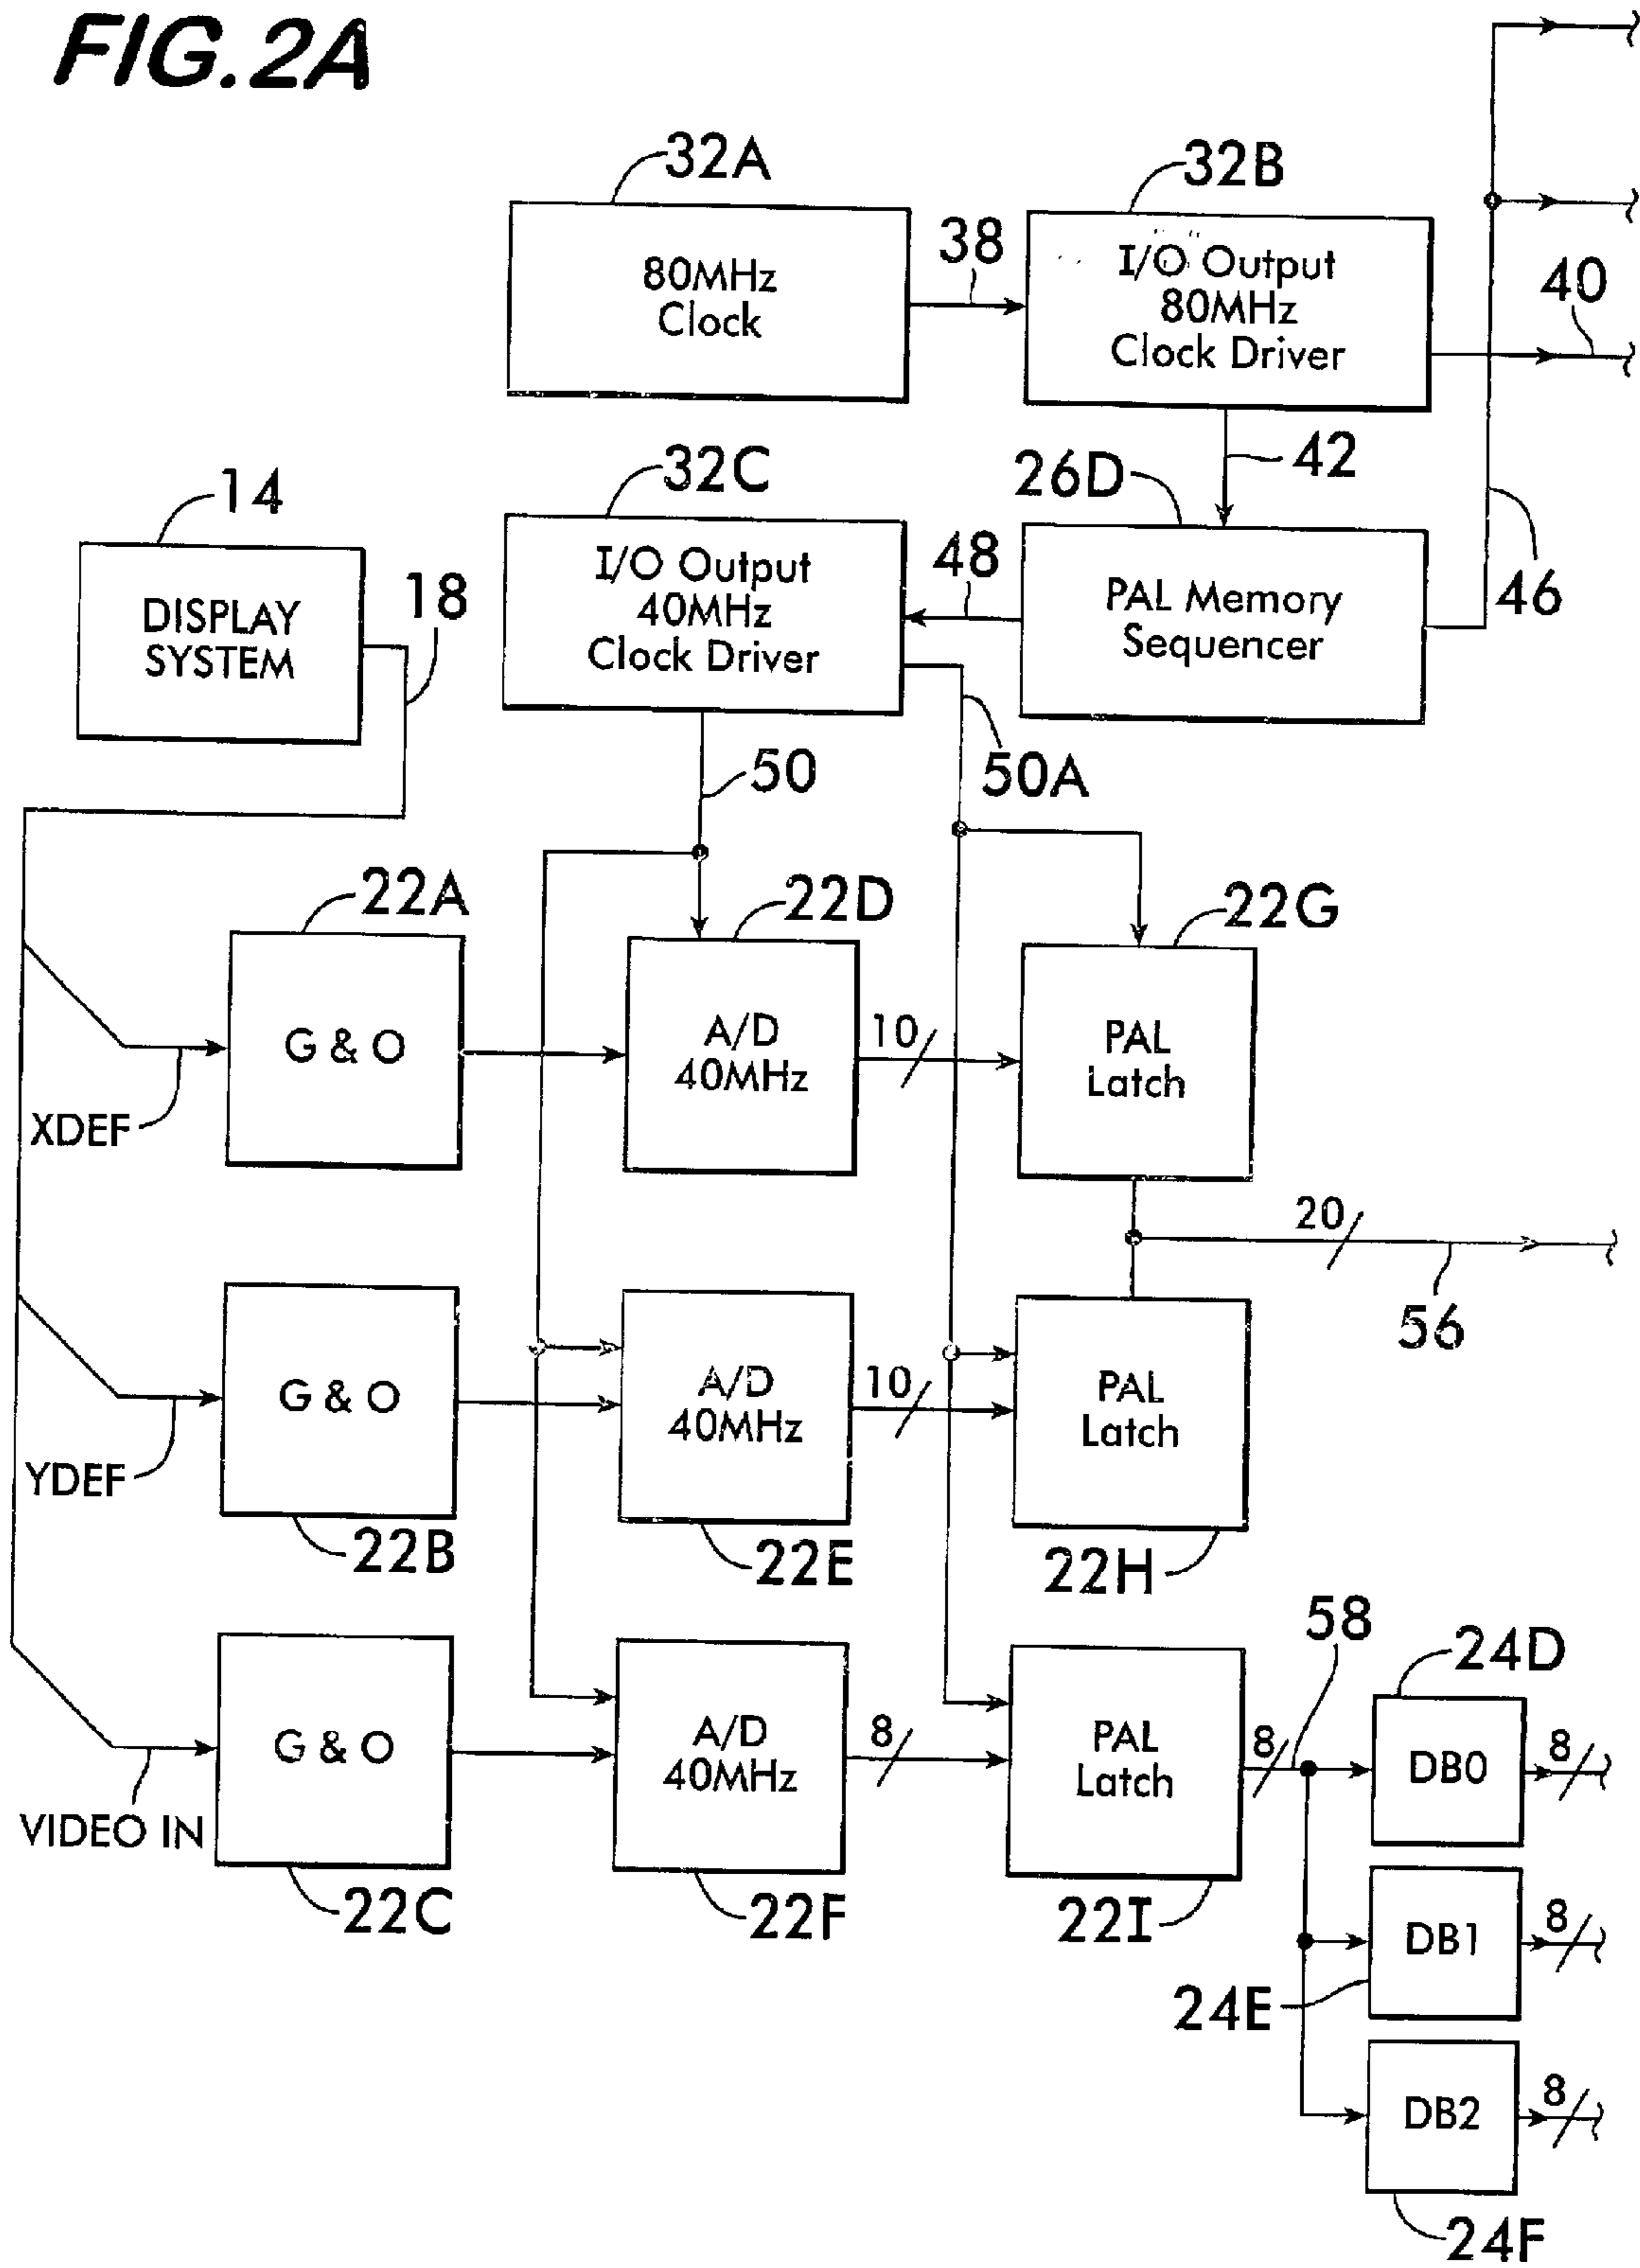 FIG.2A
32A
80MHz
Clock
38
32B
I/O Output
80MHz
Clock Driver
40
42
14
DISPLAY
SYSTEM
18
32C
I/O Output
40MHz
Clock Driver
48
26D
PAL Memory
Sequencer
46
50
50A
22A
G & O
XDEF
22D
A/D
40MHz
10
22G
PAL
Latch
20
56
G & O
22B
YDEF
A/D
40MHz
22E
10
PAL
Latch
22H
G & O
22C
VIDEO IN
A/D
40MHz
22F
8
PAL
Latch
22I
8
58
24D
DB0
8
DB1
24E
8
DB2
24F
8